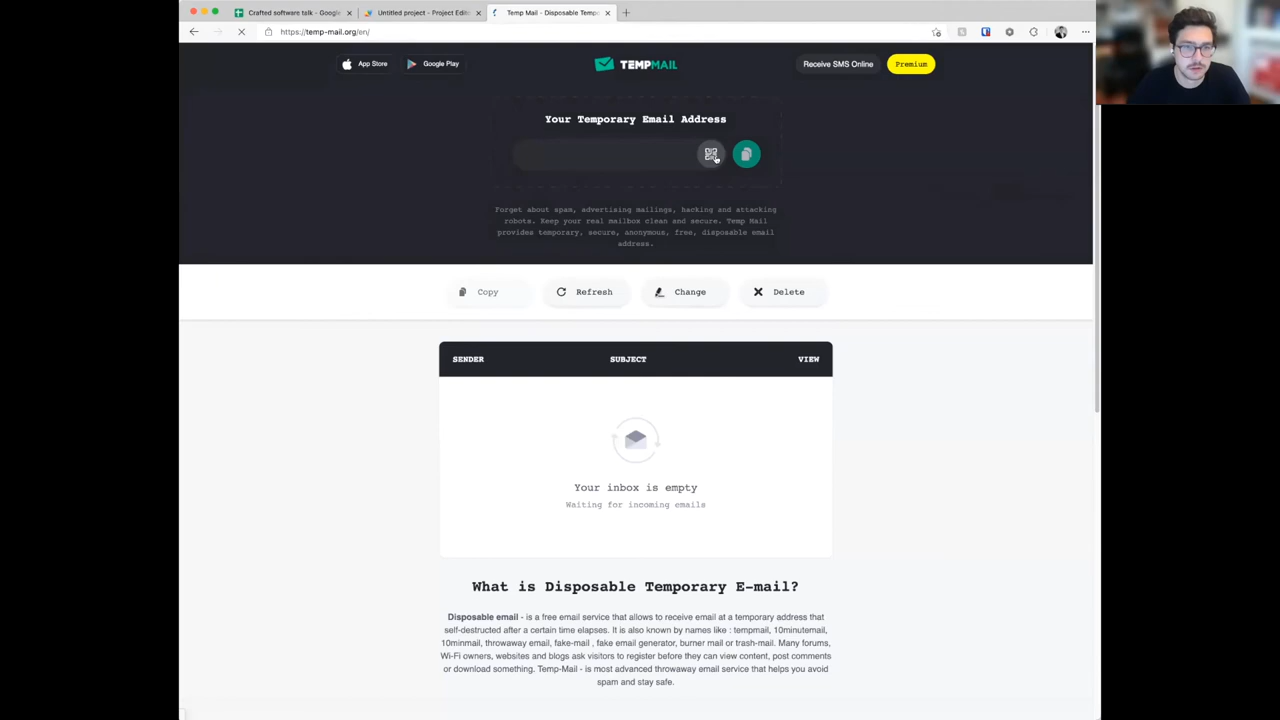 Crafted software talk - Google
Untitled project - Project Edit
Temp Mail - Disposable Tempo
https://temp-mail.org/en/
App Store
Google Play
TEMPMAIL
Receive SMS Online
Premium
Your Temporary Email Address
Forget about spam, advertising mailings, hacking and attacking
robots. Keep your real mailbox clean and secure. Temp Mail
provides temporary, secure, anonymous, free, disposable email
address.
Copy
Refresh
Change
Delete
SENDER
SUBJECT
VIEW
Your inbox is empty
Waiting for incoming emails
What is Disposable Temporary E-mail?
Disposable email - is a free email service that allows to receive email at a temporary address that
self-destructed after a certain time elapses. It is also known by names like : tempmail, 10minutemail,
10minmail, throwaway email, fake-mail , fake email generator, burner mail or trash-mail. Many forums,
Wi-Fi owners, websites and blogs ask visitors to register before they can view content, post comments
or download something. Temp-Mail - is most advanced throwaway email service that helps you avoid
spam and stay safe.